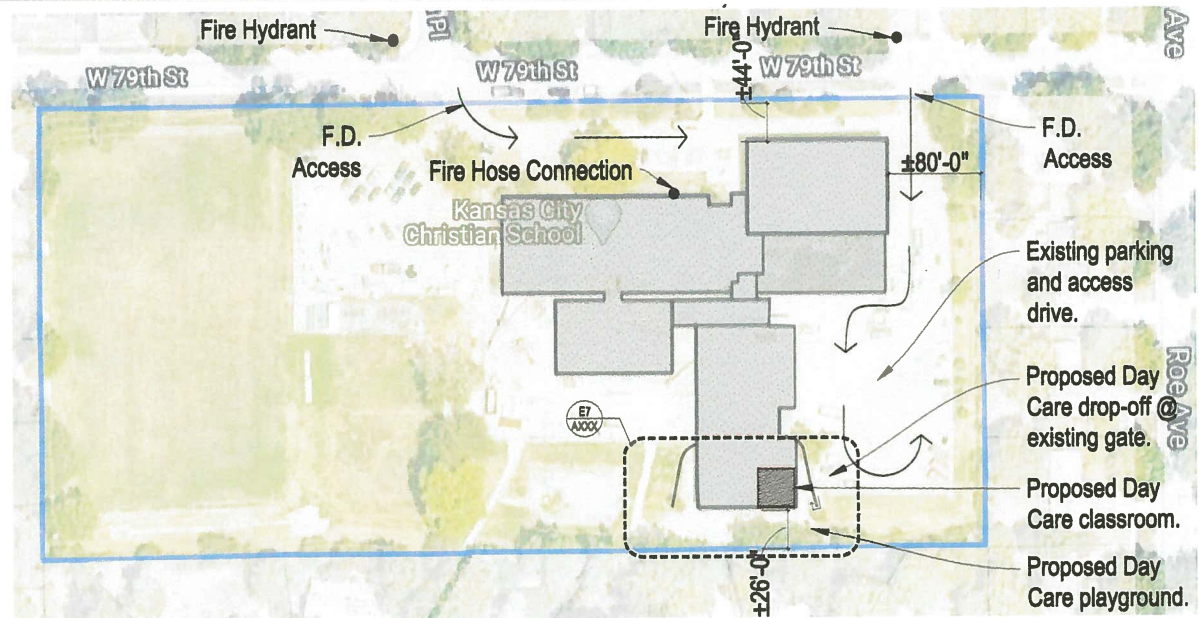 Fire Hydrant
Fire Hydrant
Pl
Ave
W 79th St
W 79th St
W 79th St
±44'-0"
F.D.
Access
F.D.
Access
±80'-0"
Fire Hose Connection
Kansas City
Christian School
Existing parking
and access
drive.
Roe Ave
Proposed Day
Care drop-off @
existing gate.
E7
AXXX
Proposed Day
Care classroom.
Proposed Day
Care playground.
±26'-0"